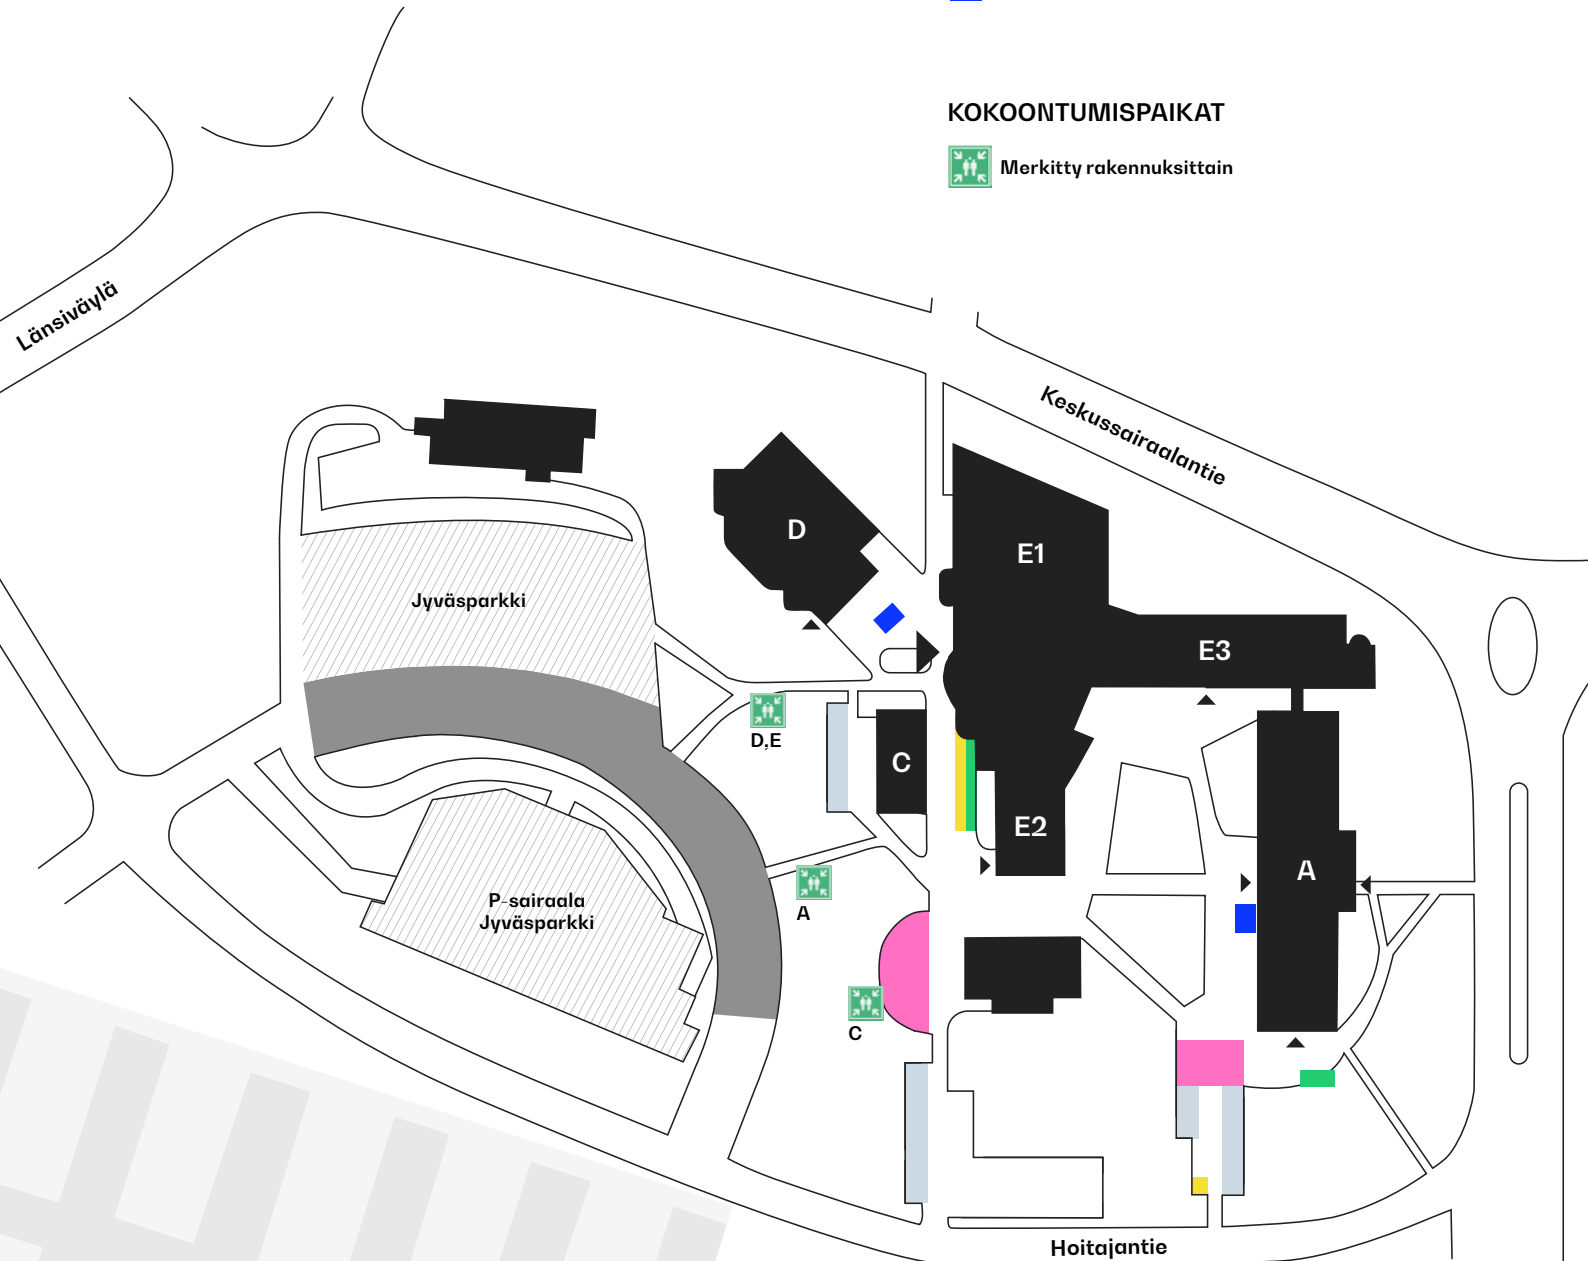 KOKOONTUMISPAIKAT
Merkitty rakennuksittain
Länsiväylä
Keskussairaalantie
D
E1
Jyväsparkki
E3
D,E
C
E2
A
P-sairaala
Jyväsparkki
A
C
Hoitajantie